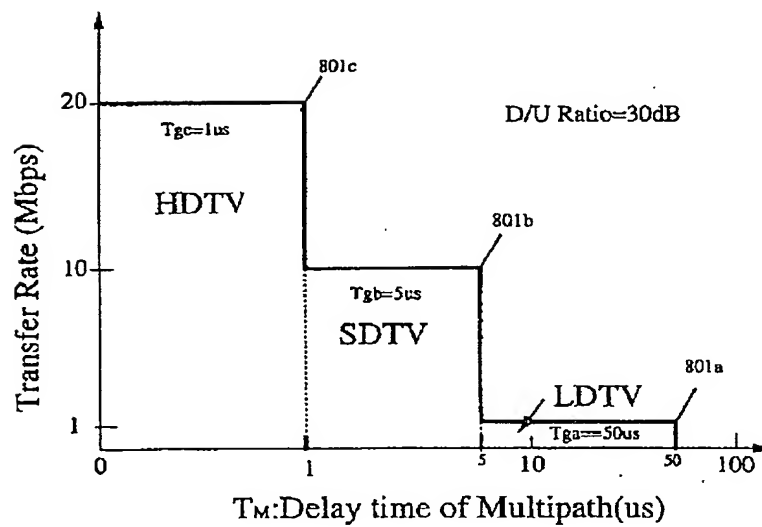 801c
20
D/U Ratio=30dB
Tgc=1us
HDTV
801b
10
Tgb=5us
SDTV
801a
LDTV
1
Tga==50us
0 1 5 10 50 100
Transfer Rate (Mbps)
TM:Delay time of Multipath(us)